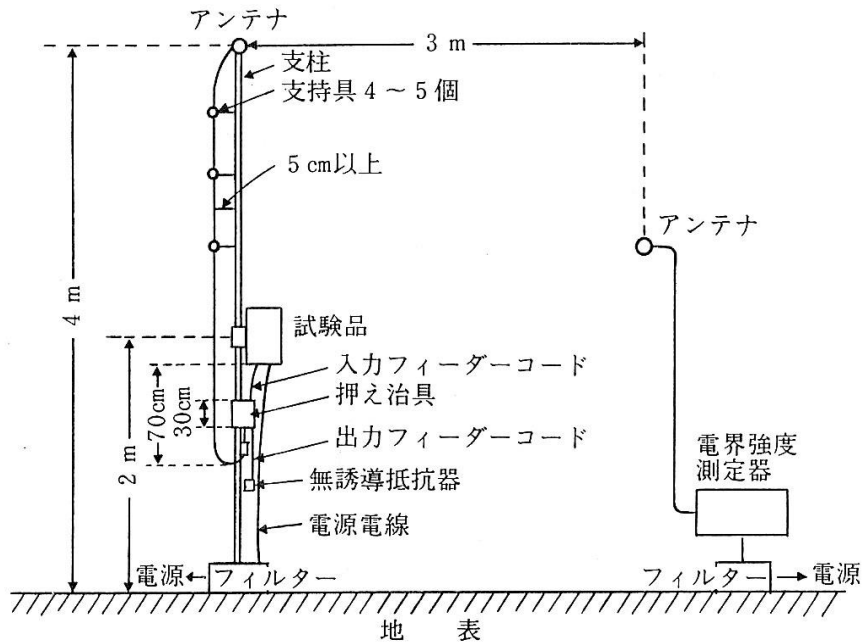 アンテナ
3 m
支柱
支持具4～5個
5cm以上
アンテナ
4 m
試験品
入力フィーダーコード
押え治具
70cm
30cm
出力フィーダーコード
電界強度
測定器
2 m
無誘導抵抗器
電源電線
電源
フィルター
フィルター
電源
地 表